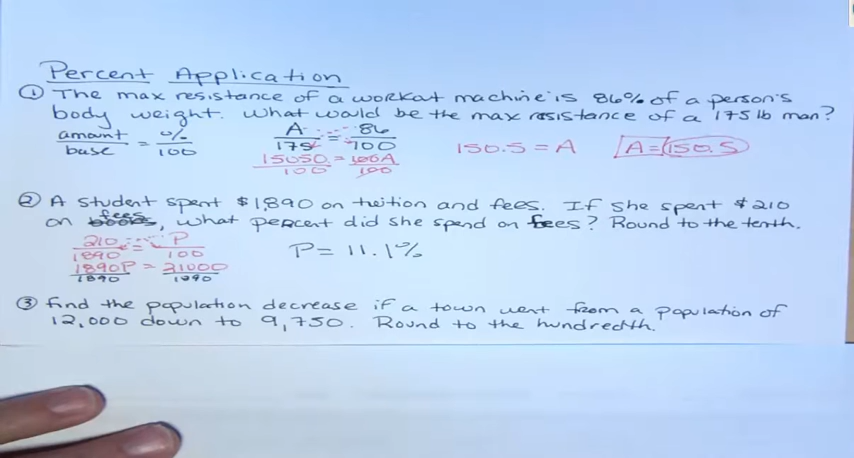 Percent Application
① The max resistance of a workout machine is 86% of a person's
body weight. What would be the max resistance of a 175 lb man?
amount/base = %/100   A/175 = 86/100
15050/100 = 100A/100   150.5 = A   A = 150.5
② A student spent $1890 on tuition and fees. If she spent $210
on books fees, what percent did she spend on fees? Round to the tenth.
210/1890 = P/100
1890P/1890 = 21000/1890   P = 11.1%
③ Find the population decrease if a town went from a population of
12,000 down to 9,750. Round to the hundredth.